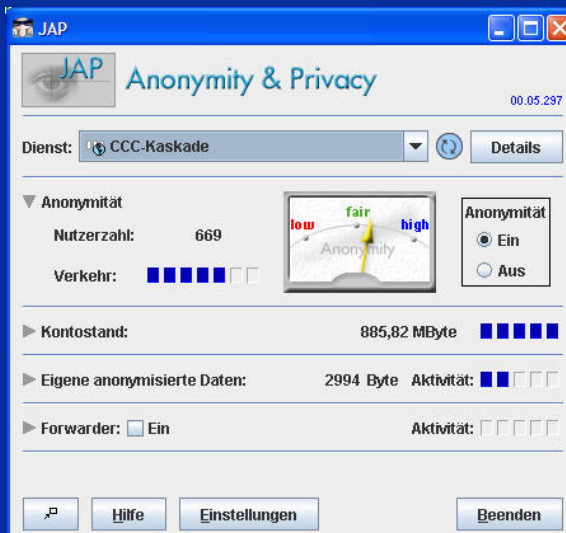 JAP
JAP Anonymity & Privacy
00.05.297
Dienst: CCC-Kaskade Details
Anonymität
Nutzerzahl: 669
Verkehr:
low fair high
Anonymity
Anonymität
Ein
Aus
Kontostand: 885,82 MByte
Eigene anonymisierte Daten: 2994 Byte Aktivität:
Forwarder: Ein Aktivität:
Hilfe Einstellungen Beenden